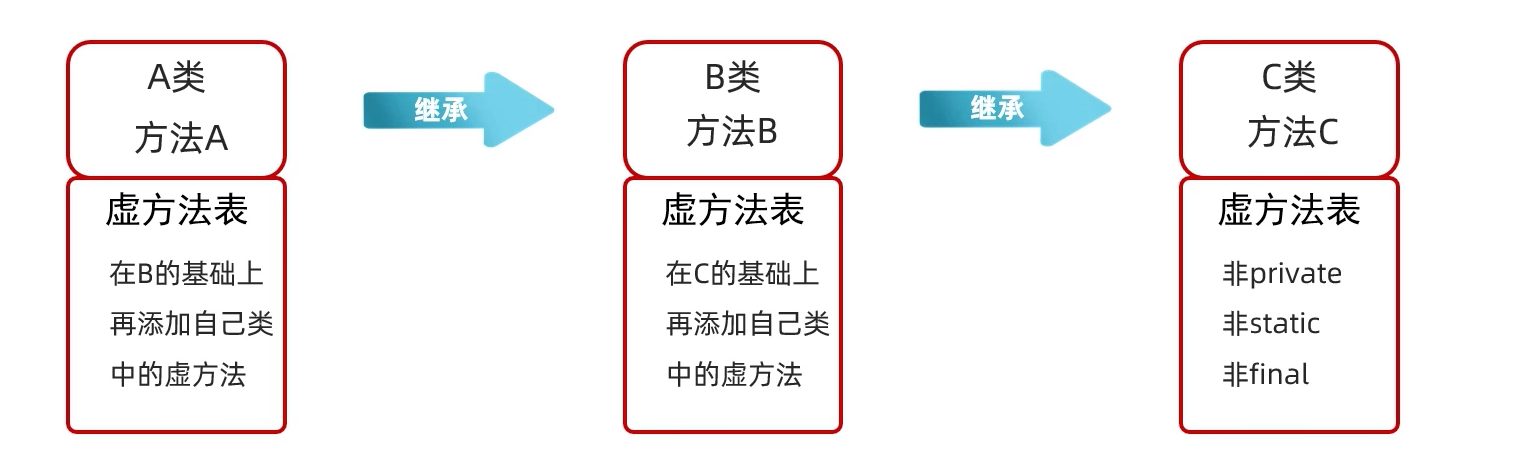 A类
方法A
继承
B类
方法B
继承
C类
方法C
虚方法表
在B的基础上
再添加自己类
中的虚方法
虚方法表
在C的基础上
再添加自己类
中的虚方法
虚方法表
非private
非static
非final